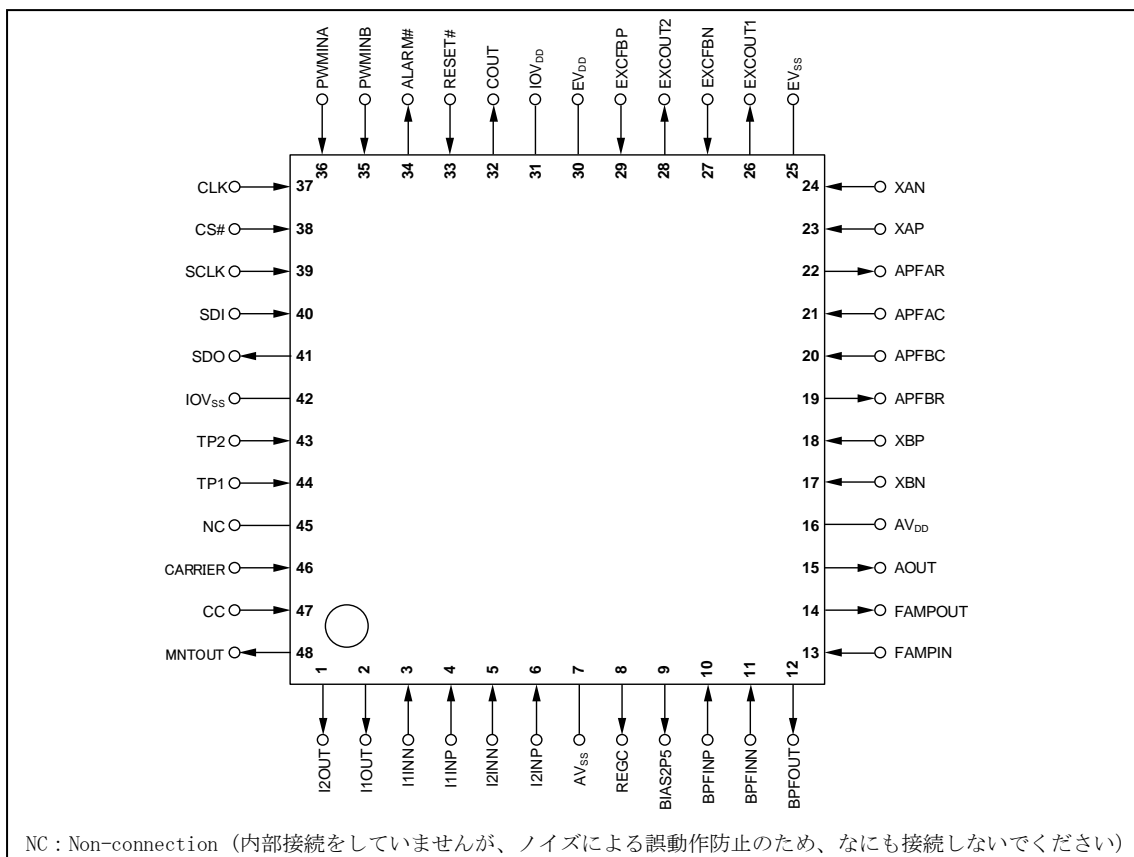 PWMINA
PWMINB
ALARM#
RESET#
COUT
IOVDD
EVDD
EXCFBP
EXCOUT2
EXCFBN
EXCOUT1
EVSS
36
35
34
33
32
31
30
29
28
27
26
25
CLK 37
CS# 38
SCLK 39
SDI 40
SDO 41
IOVSS 42
TP2 43
TP1 44
NC 45
CARRIER 46
CC 47
MNTOUT 48
24 XAN
23 XAP
22 APFAR
21 APFAC
20 APFBC
19 APFBR
18 XBP
17 XBN
16 AVDD
15 AOUT
14 FAMPOUT
13 FAMPIN
1
2
3
4
5
6
7
8
9
10
11
12
I2OUT
I1OUT
I1INN
I1INP
I2INN
I2INP
AVSS
REGC
BIAS2P5
BPFINP
BPFINN
BPFOUT
NC：Non-connection（内部接続をしていませんが、ノイズによる誤動作防止のため、なにも接続しないでください）